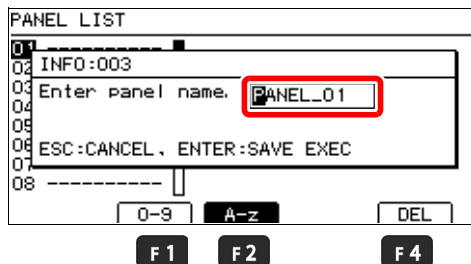 PANEL LIST
01 ----------
02
INFO:003
03
Enter panel name. PANEL_01
04
05
06
ESC:CANCEL, ENTER:SAVE EXEC
07
08 ----------
0-9 A-z DEL
F1 F2 F4